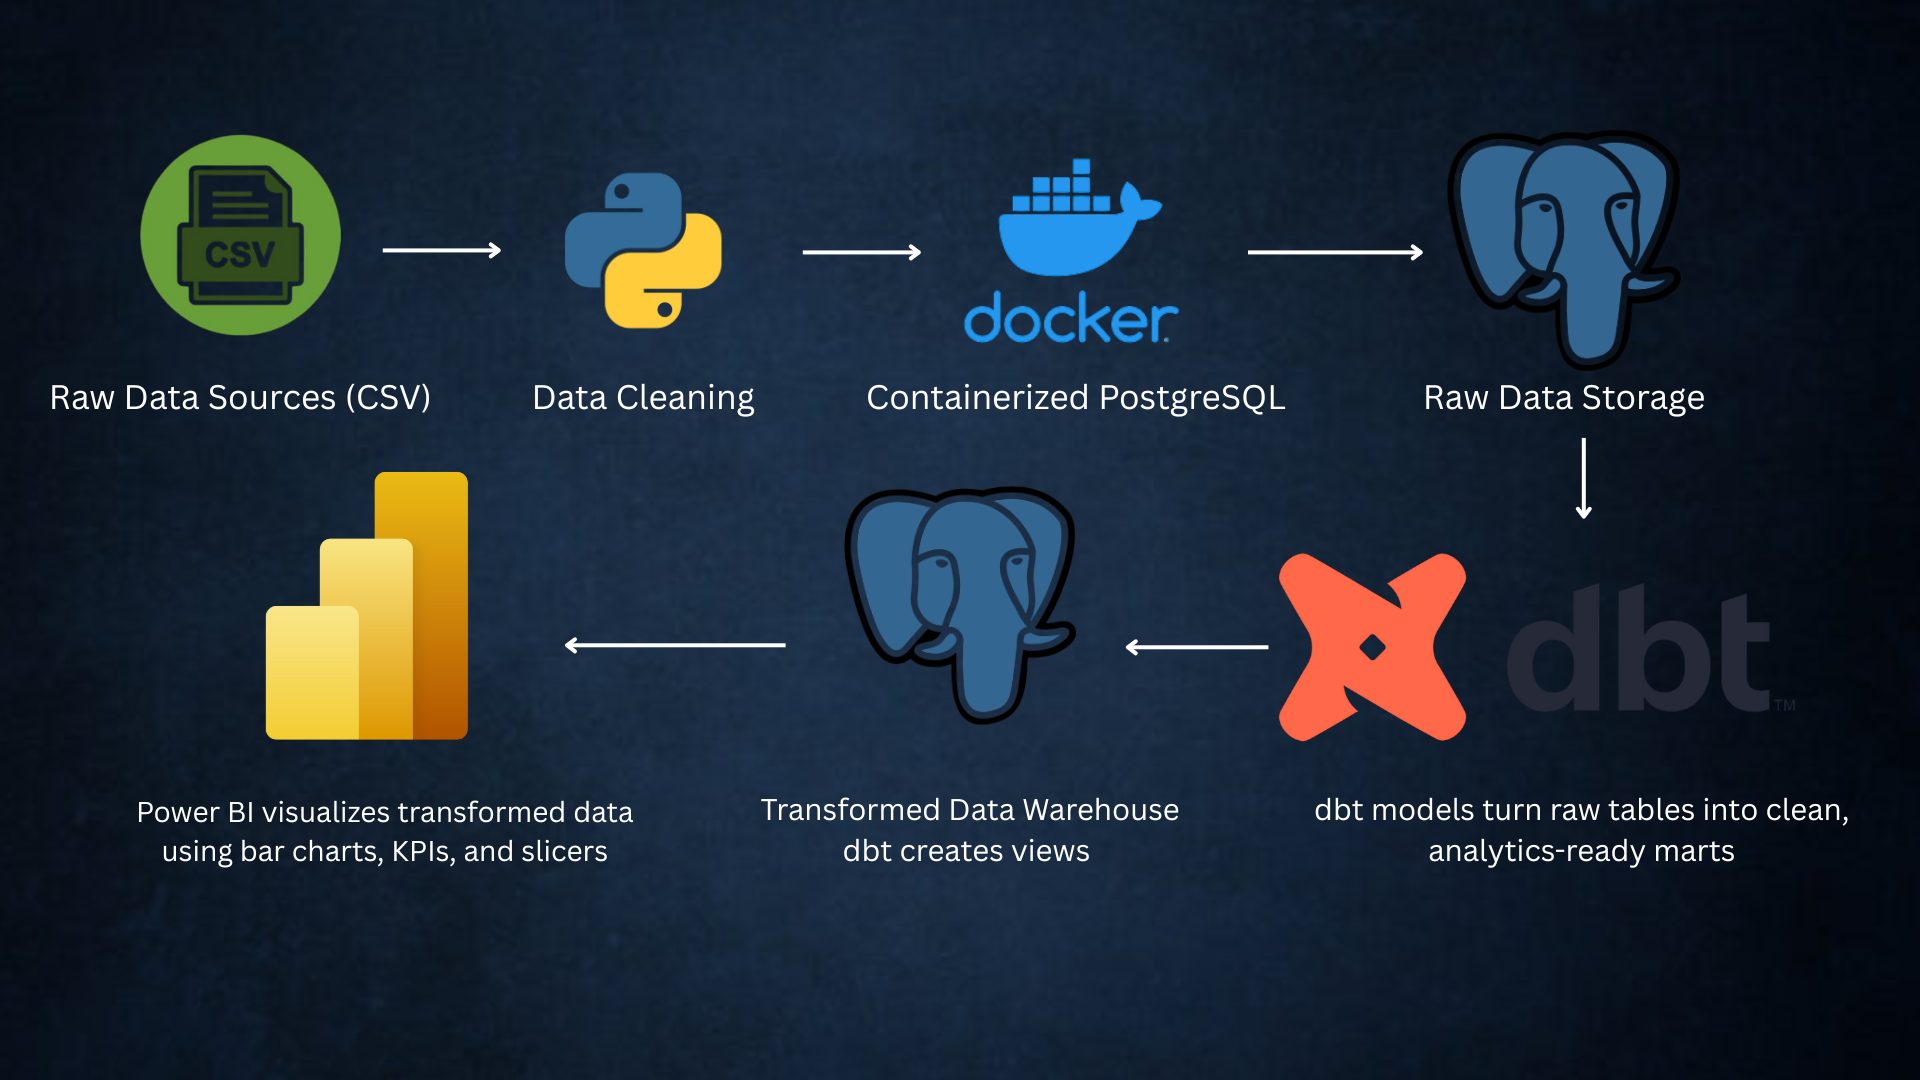 CSV
docker
Raw Data Sources (CSV)
Data Cleaning
Containerized PostgreSQL
Raw Data Storage
dbt
TM
Power BI visualizes transformed data
using bar charts, KPIs, and slicers
Transformed Data Warehouse
dbt creates views
dbt models turn raw tables into clean,
analytics-ready marts